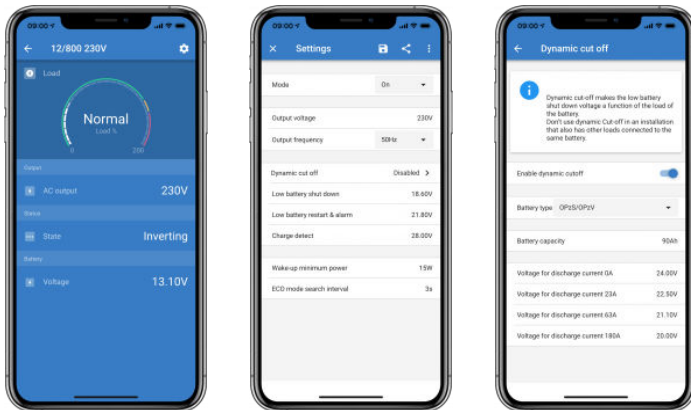 09:00
12/800 230V
Load
Normal
Load %
0
200
Output
AC output 230V
Status
State Inverting
Battery
Voltage 13.10V
09:00
Settings
Mode On
Output voltage 230V
Output frequency 50Hz
Dynamic cut off Disabled
Low battery shut down 18.60V
Low battery restart & alarm 21.80V
Charge detect 28.00V
Wake-up minimum power 15W
ECO mode search interval 3s
09:00
Dynamic cut off
Dynamic cut-off makes the low battery
shut down voltage a function of the load of
the battery.
Don't use dynamic Cut-off in an installation
that also has other loads connected to the
same battery.
Enable dynamic cutoff
Battery type OPzS/OPzV
Battery capacity 90Ah
Voltage for discharge current 0A 24.00V
Voltage for discharge current 23A 22.50V
Voltage for discharge current 63A 21.10V
Voltage for discharge current 180A 20.00V